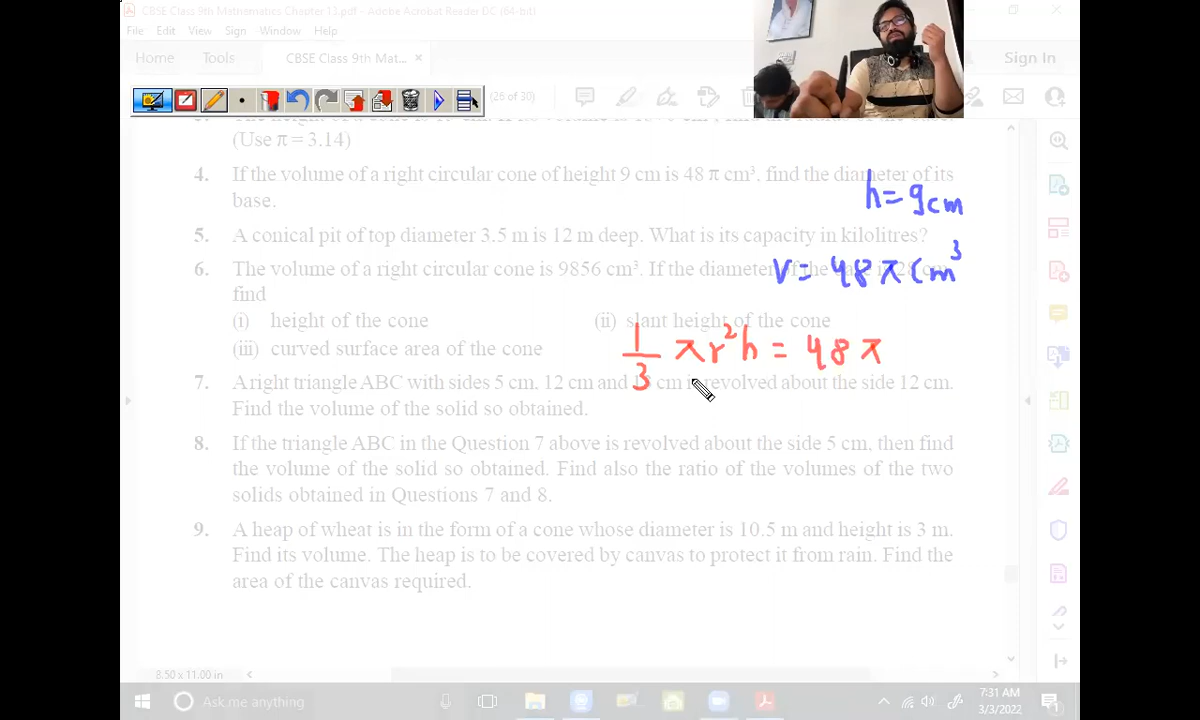 CBSE Class 9th Mathematics Chapter 13.pdf - Adobe Acrobat Reader DC (64-bit)
File Edit View Sign Window Help
Home Tools CBSE Class 9th Mat... × Sign In
(26 of 30)
(Use π = 3.14)
4. If the volume of a right circular cone of height 9 cm is 48 π cm³, find the diameter of its
base.
h = 9cm
5. A conical pit of top diameter 3.5 m is 12 m deep. What is its capacity in kilolitres?
6. The volume of a right circular cone is 9856 cm³. If the diameter of the base is 28 cm,
find
V = 48 π cm³
(i) height of the cone (ii) slant height of the cone
(iii) curved surface area of the cone
1/3 πr²h = 48 π
7. A right triangle ABC with sides 5 cm, 12 cm and 13 cm is revolved about the side 12 cm.
Find the volume of the solid so obtained.
8. If the triangle ABC in the Question 7 above is revolved about the side 5 cm, then find
the volume of the solid so obtained. Find also the ratio of the volumes of the two
solids obtained in Questions 7 and 8.
9. A heap of wheat is in the form of a cone whose diameter is 10.5 m and height is 3 m.
Find its volume. The heap is to be covered by canvas to protect it from rain. Find the
area of the canvas required.
8.50 x 11.00 in
Ask me anything
7:31 AM
3/3/2022